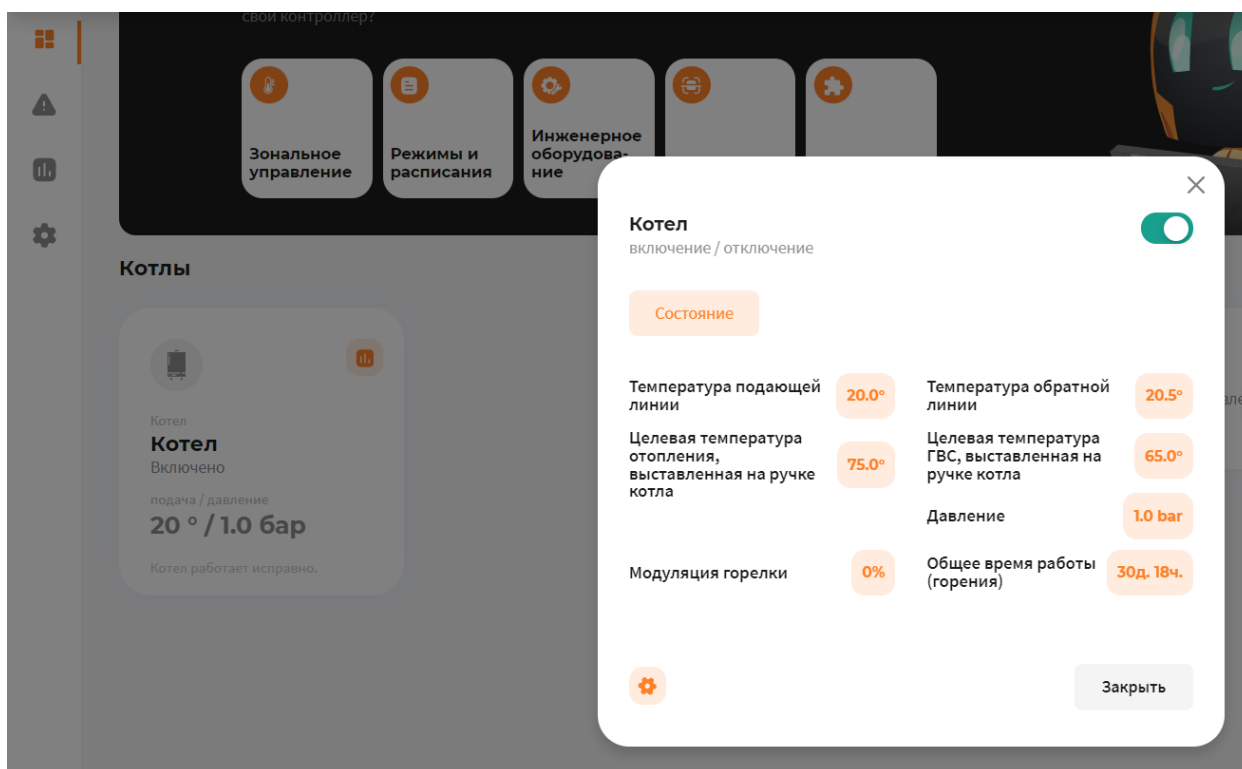 свой контроллер?
Зональное
управление
Режимы и
расписания
Инженерное
оборудова-
ние
Котлы
Котел
Котел
Включено
подача / давление
20 ° / 1.0 бар
Котел работает исправно.
Котел
включение / отключение
Состояние
Температура подающей
линии
20.0°
Температура обратной
линии
20.5°
Целевая температура
отопления,
выставленная на ручке
котла
75.0°
Целевая температура
ГВС, выставленная на
ручке котла
65.0°
Давление
1.0 bar
Модуляция горелки
0%
Общее время работы
(горения)
30д. 18ч.
Закрыть